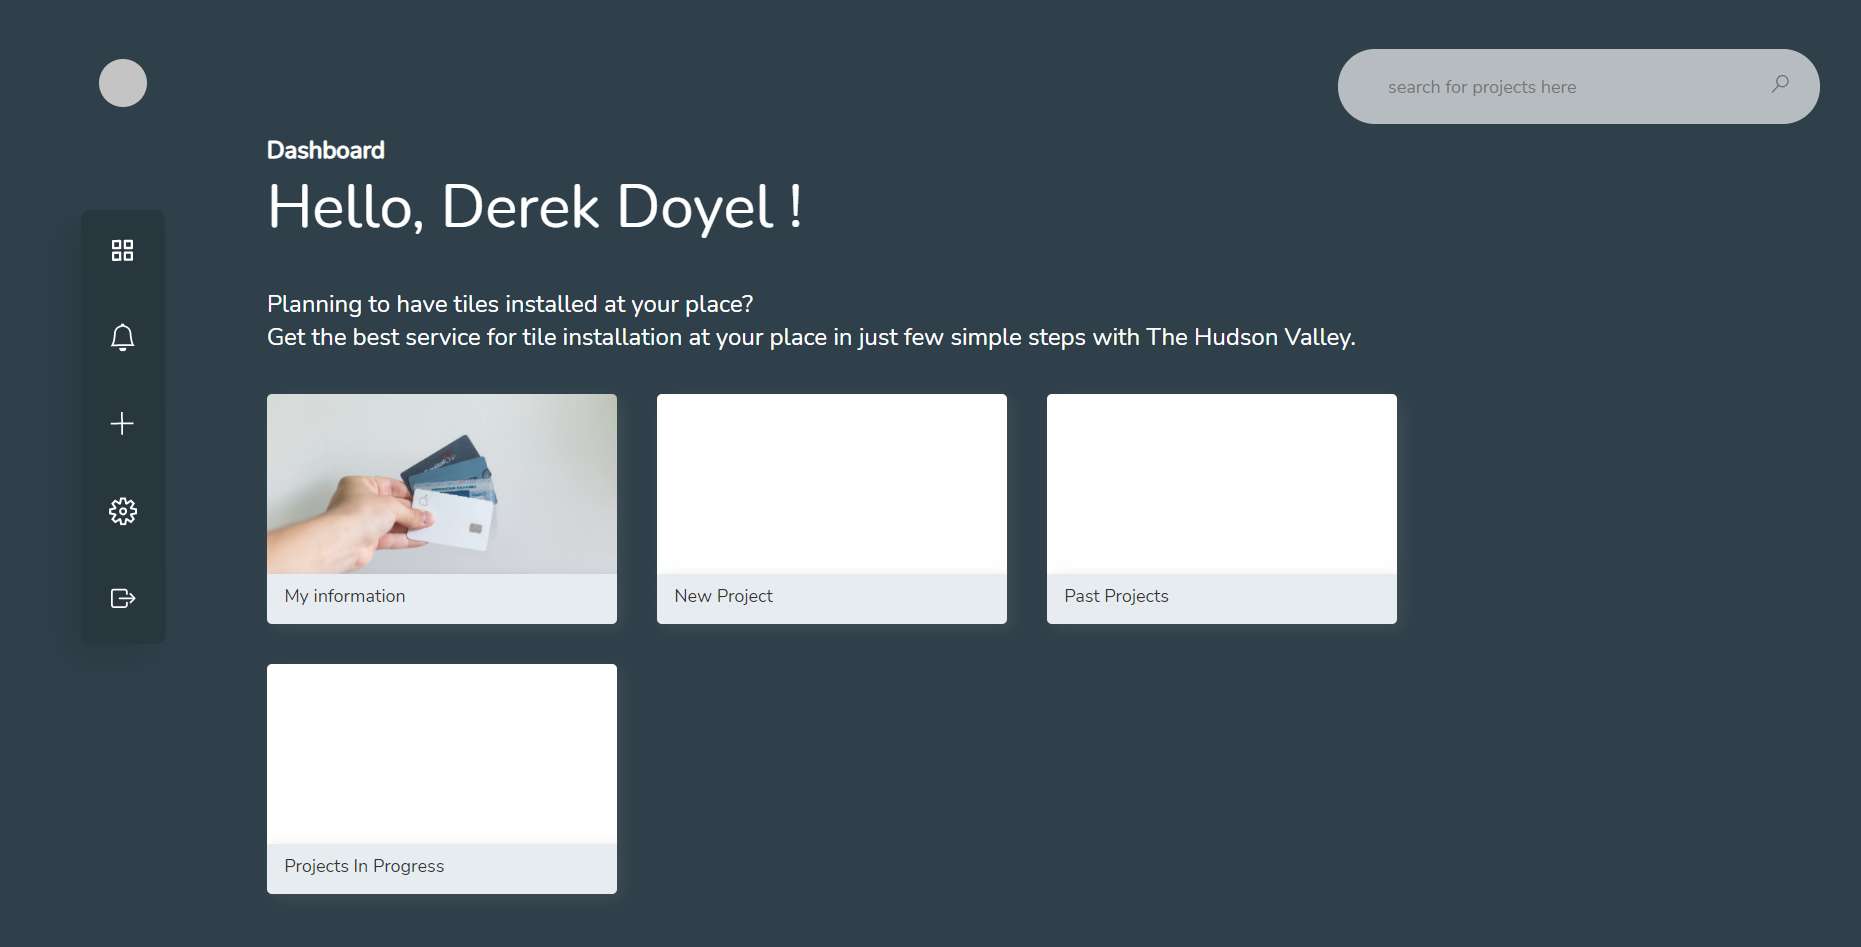 search for projects here
Dashboard
Hello, Derek Doyel !
Planning to have tiles installed at your place?
Get the best service for tile installation at your place in just few simple steps with The Hudson Valley.
My information
New Project
Past Projects
Projects In Progress